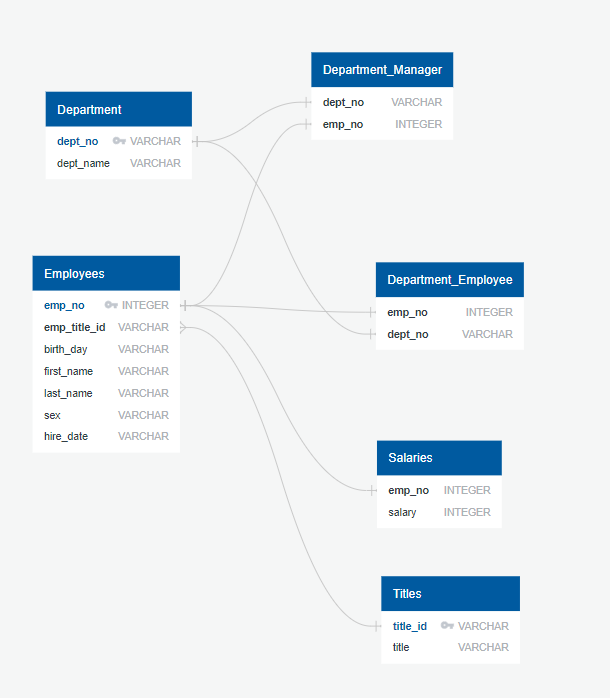 Department
dept_no VARCHAR
dept_name VARCHAR
Department_Manager
dept_no VARCHAR
emp_no INTEGER
Employees
emp_no INTEGER
emp_title_id VARCHAR
birth_day VARCHAR
first_name VARCHAR
last_name VARCHAR
sex VARCHAR
hire_date VARCHAR
Department_Employee
emp_no INTEGER
dept_no VARCHAR
Salaries
emp_no INTEGER
salary INTEGER
Titles
title_id VARCHAR
title VARCHAR